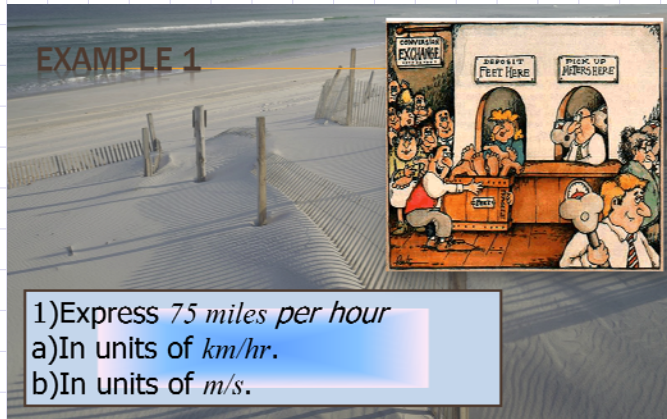 EXAMPLE 1
CONVERSION
EXCHANGE
DEPOSIT
FEET HERE
PICK UP
METERS HERE
1)Express 75 miles per hour
a)In units of km/hr.
b)In units of m/s.